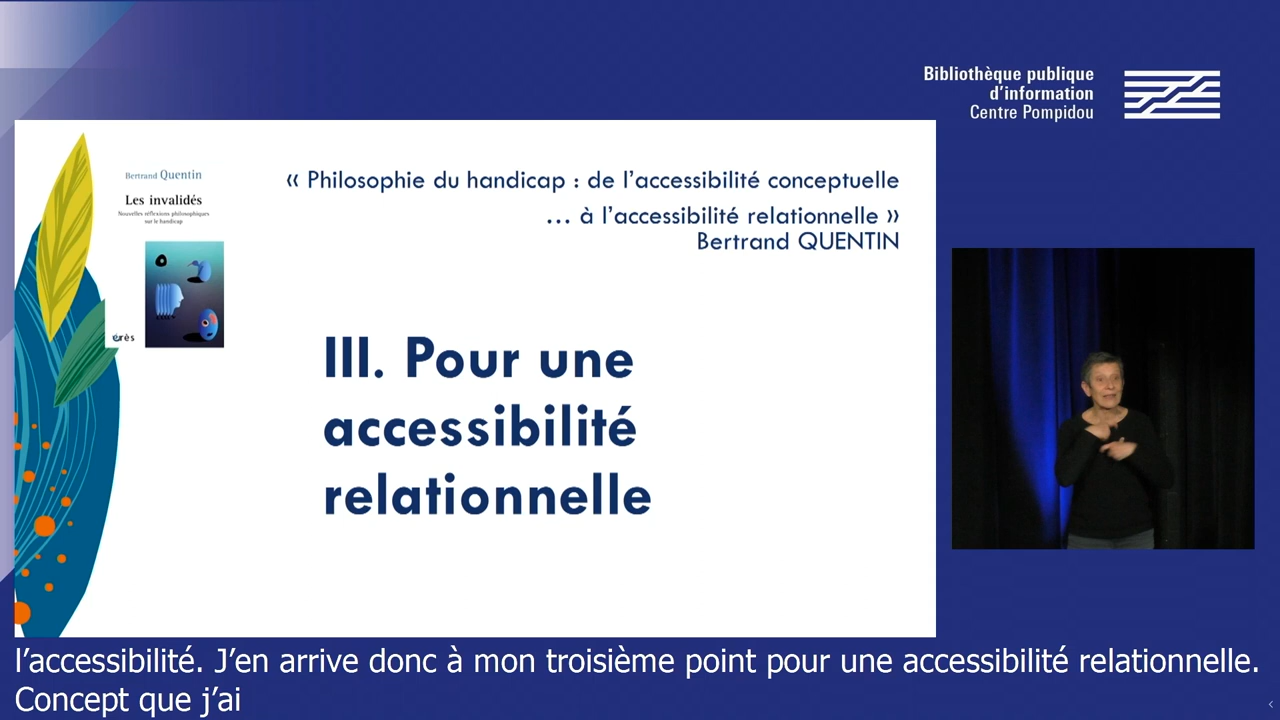 Bibliothèque publique
d'information
Centre Pompidou
Bertrand Quentin
Les invalidés
Nouvelles réflexions philosophiques
sur le handicap
érès
« Philosophie du handicap : de l'accessibilité conceptuelle
... à l'accessibilité relationnelle »
Bertrand QUENTIN
III. Pour une
accessibilité
relationnelle
l'accessibilité. J'en arrive donc à mon troisième point pour une accessibilité relationnelle.
Concept que j'ai